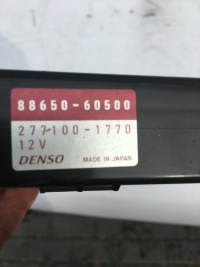 88650-60500
277100-1770
12V
DENSO MADE IN JAPAN